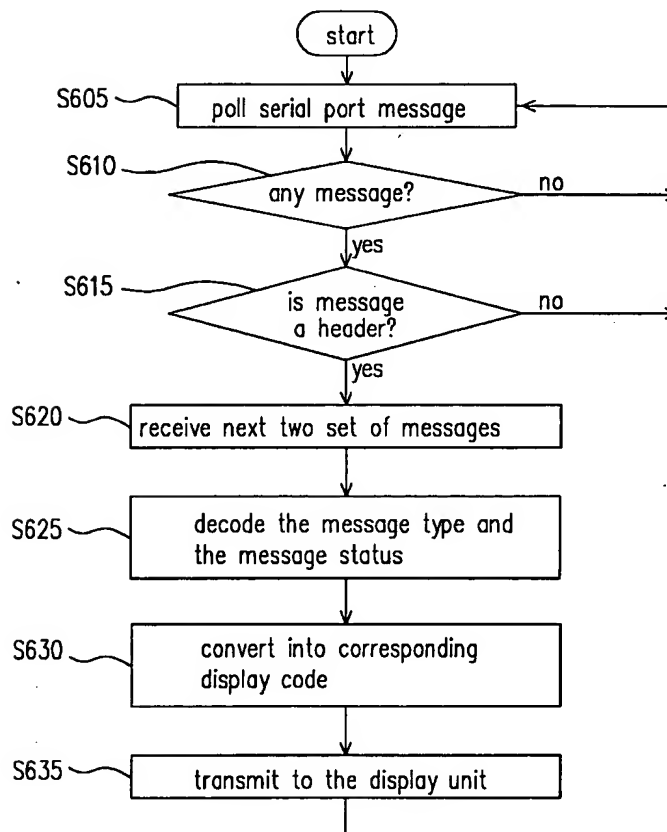 start
S605
poll serial port message
S610
any message?
no
yes
S615
is message
a header?
no
yes
S620
receive next two set of messages
S625
decode the message type and
the message status
S630
convert into corresponding
display code
S635
transmit to the display unit